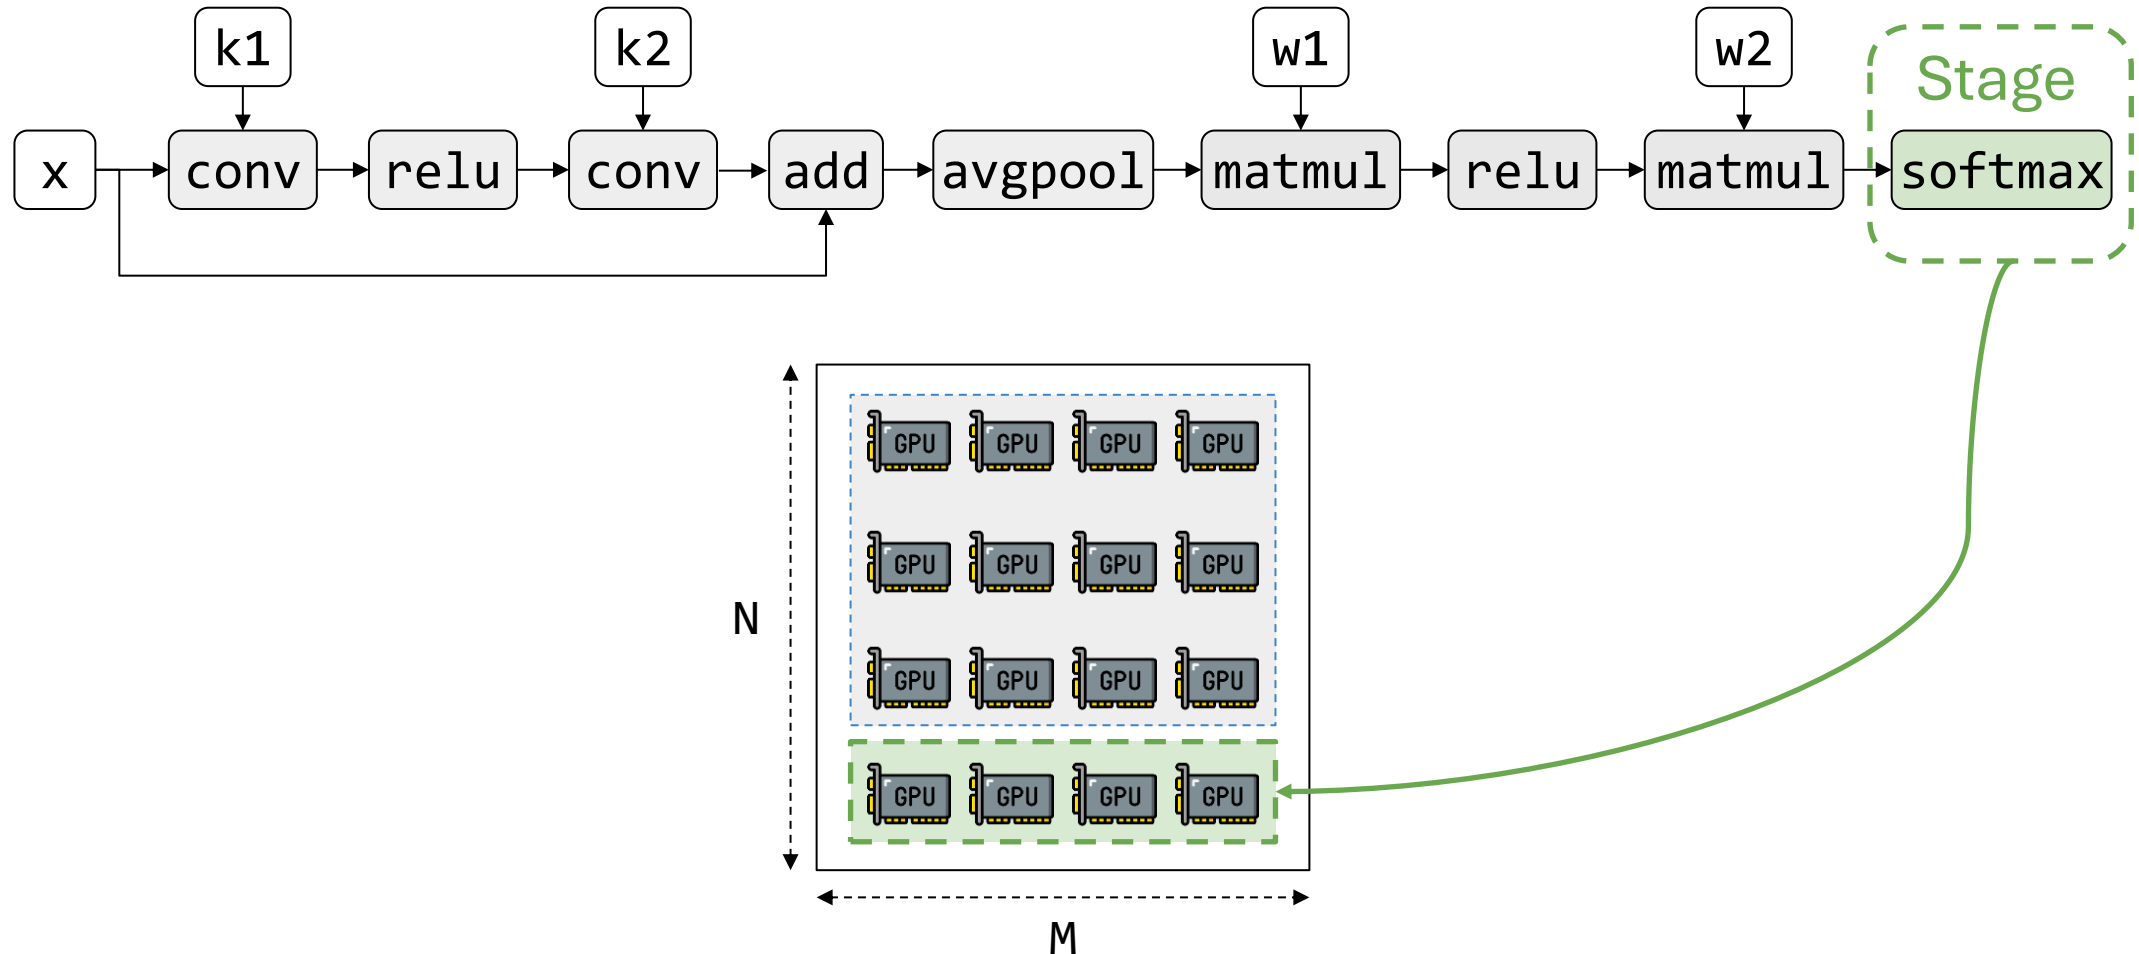 k1
k2
w1
w2
Stage
x
conv
relu
conv
add
avgpool
matmul
relu
matmul
softmax
GPU GPU GPU GPU
GPU GPU GPU GPU
N
GPU GPU GPU GPU
GPU GPU GPU GPU
M